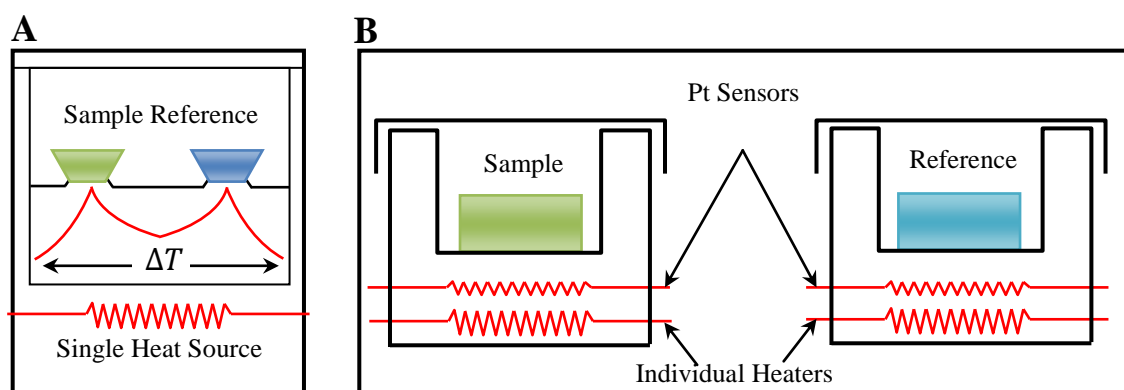 A
Sample Reference
ΔT
Single Heat Source
B
Pt Sensors
Sample
Reference
Individual Heaters